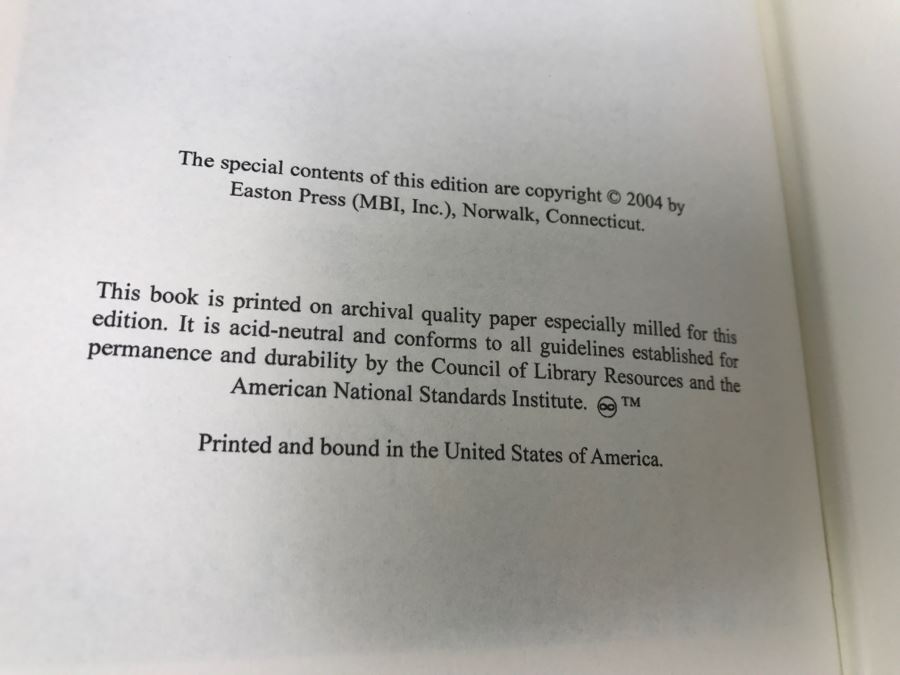 The special contents of this edition are copyright © 2004 by
Easton Press (MBI, Inc.), Norwalk, Connecticut.
This book is printed on archival quality paper especially milled for this
edition. It is acid-neutral and conforms to all guidelines established for
permanence and durability by the Council of Library Resources and the
American National Standards Institute. ♾ ™
Printed and bound in the United States of America.